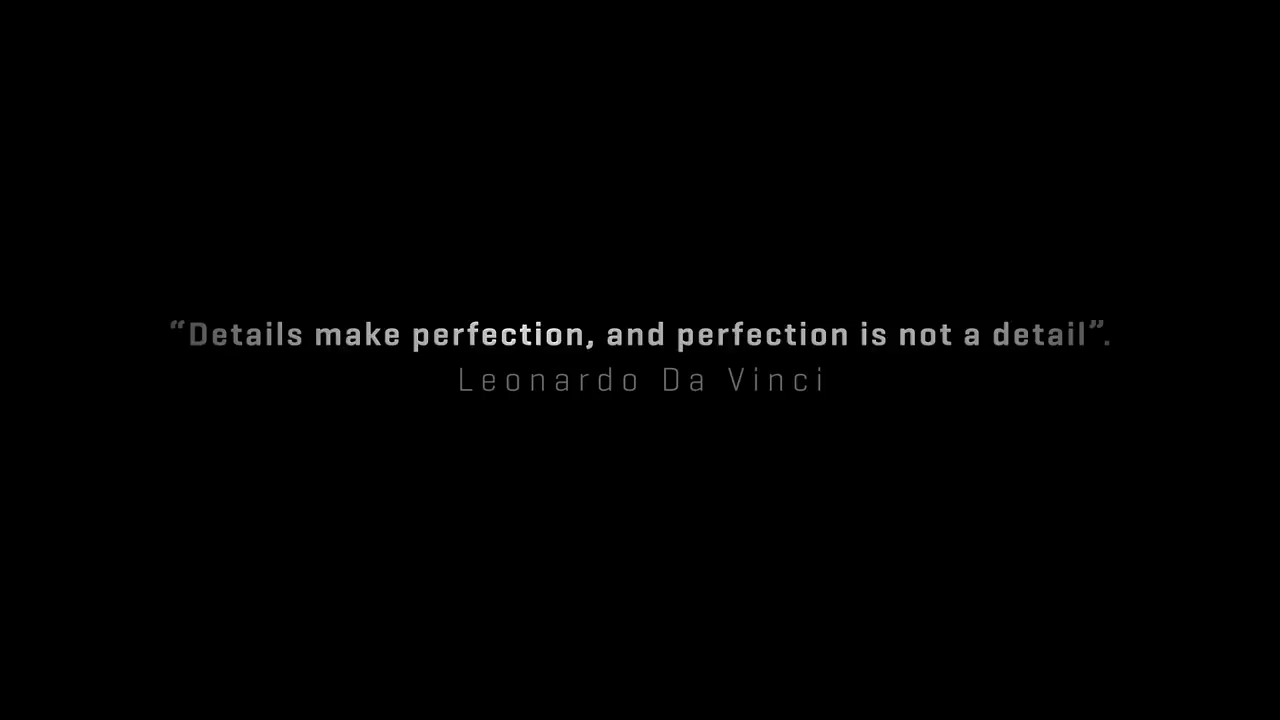 “Details make perfection, and perfection is not a detail”.
Leonardo Da Vinci